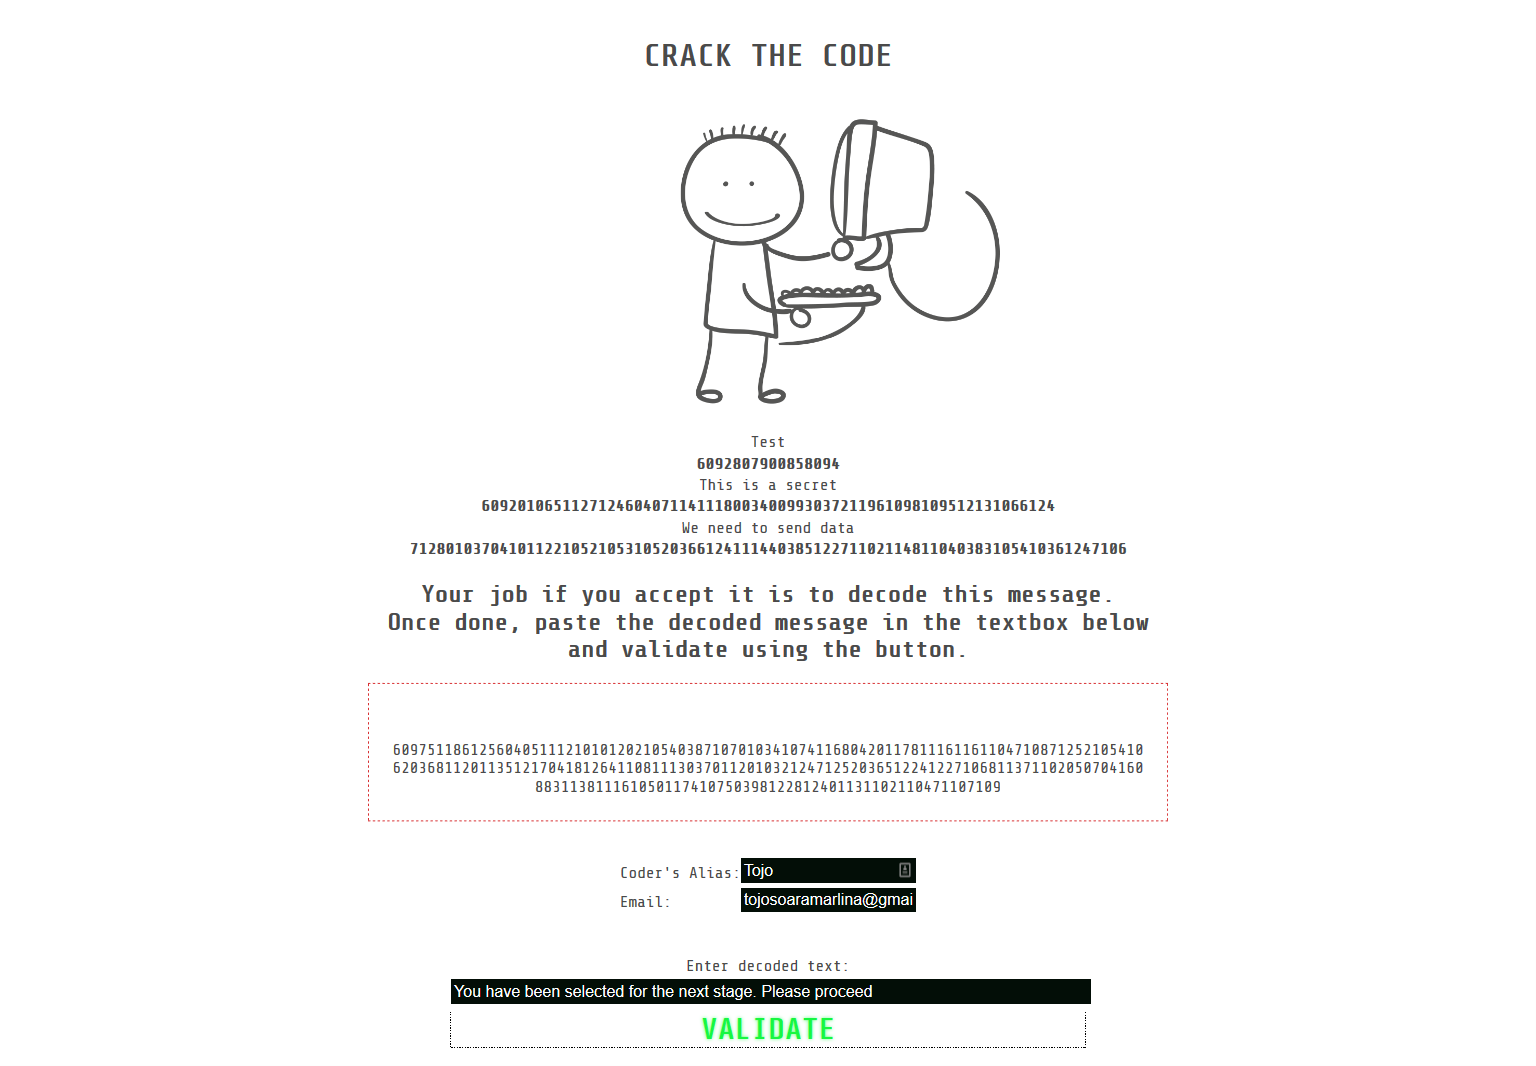 CRACK THE CODE
Test
6092807900858094
This is a secret
6092010651127124604071141118003400993037211961098109512131066124
We need to send data
71280103704101122105210531052036612411144038512271102114811040383105410361247106
Your job if you accept it is to decode this message.
Once done, paste the decoded message in the textbox below
and validate using the button.
609751186125604051112101012021054038710701034107411680420117811161161104710871252105410
620368112011351217041812641108111303701120103212471252036512241227106811371102050704160
883113811161050117410750398122812401131102110471107109
Coder's Alias: Tojo
Email: tojosoaramarlina@gmai
Enter decoded text:
You have been selected for the next stage. Please proceed
VALIDATE